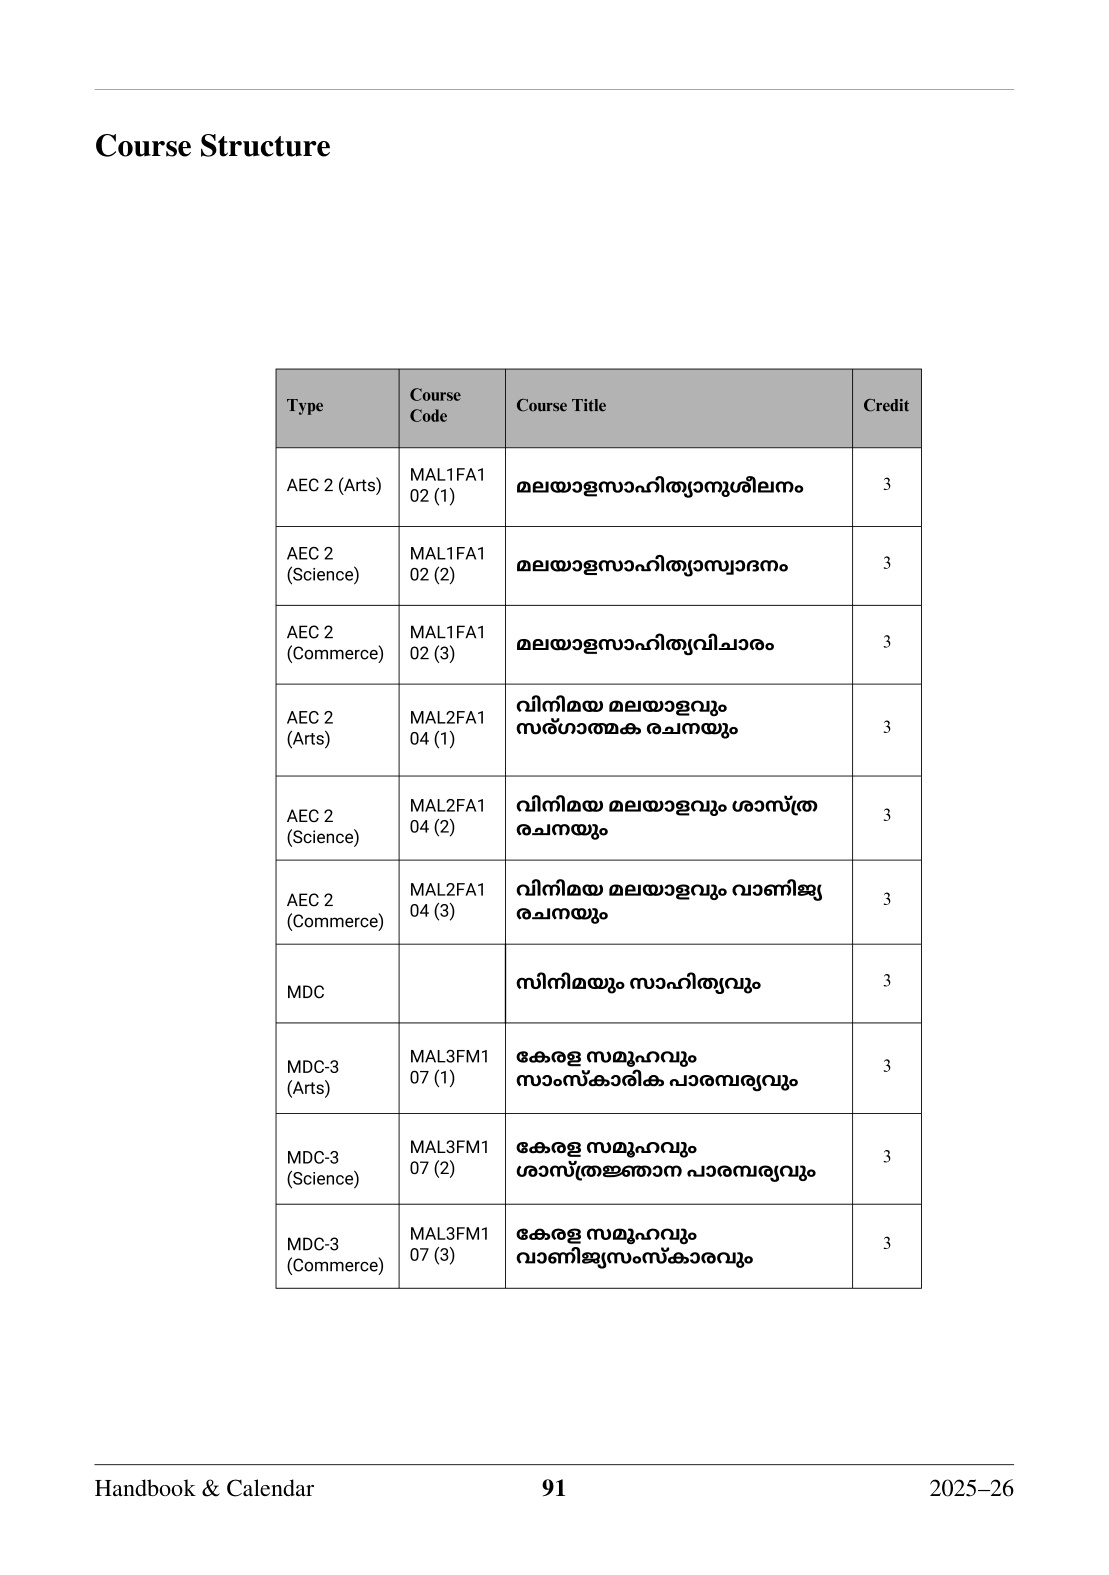 Course Structure
Type
Course
Code
Course Title
Credit
AEC 2 (Arts)
MAL1FA1
02 (1)
മലയാളസാഹിത്യാനുശീലനം
3
AEC 2
(Science)
MAL1FA1
02 (2)
മലയാളസാഹിത്യാസ്വാദനം
3
AEC 2
(Commerce)
MAL1FA1
02 (3)
മലയാളസാഹിത്യവിചാരം
3
AEC 2
(Arts)
MAL2FA1
04 (1)
വിനിമയ മലയാളവും
സര്ഗാത്മക രചനയും
3
AEC 2
(Science)
MAL2FA1
04 (2)
വിനിമയ മലയാളവും ശാസ്ത്ര
രചനയും
3
AEC 2
(Commerce)
MAL2FA1
04 (3)
വിനിമയ മലയാളവും വാണിജ്യ
രചനയും
3
MDC
സിനിമയും സാഹിത്യവും
3
MDC-3
(Arts)
MAL3FM1
07 (1)
കേരള സമൂഹവും
സാംസ്കാരിക പാരമ്പര്യവും
3
MDC-3
(Science)
MAL3FM1
07 (2)
കേരള സമൂഹവും
ശാസ്ത്രജ്ഞാന പാരമ്പര്യവും
3
MDC-3
(Commerce)
MAL3FM1
07 (3)
കേരള സമൂഹവും
വാണിജ്യസംസ്കാരവും
3
Handbook & Calendar
91
2025–26